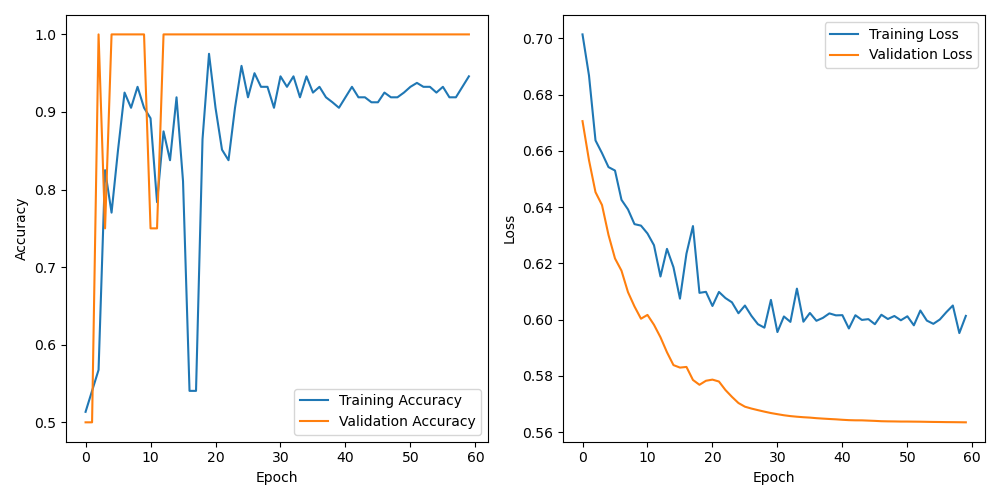 1.0
0.9
0.8
0.7
0.6
0.5
Accuracy
0 10 20 30 40 50 60
Epoch
Training Accuracy
Validation Accuracy
0.70
0.68
0.66
0.64
0.62
0.60
0.58
0.56
Loss
0 10 20 30 40 50 60
Epoch
Training Loss
Validation Loss